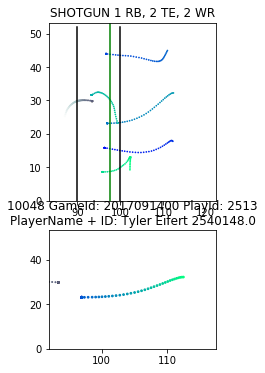 SHOTGUN 1 RB, 2 TE, 2 WR
50
40
30
20
10
0
90 100 110 120
10048 GameId: 2017091400 PlayId: 2513
PlayerName + ID: Tyler Eifert 2540148.0
40
20
0
100 110